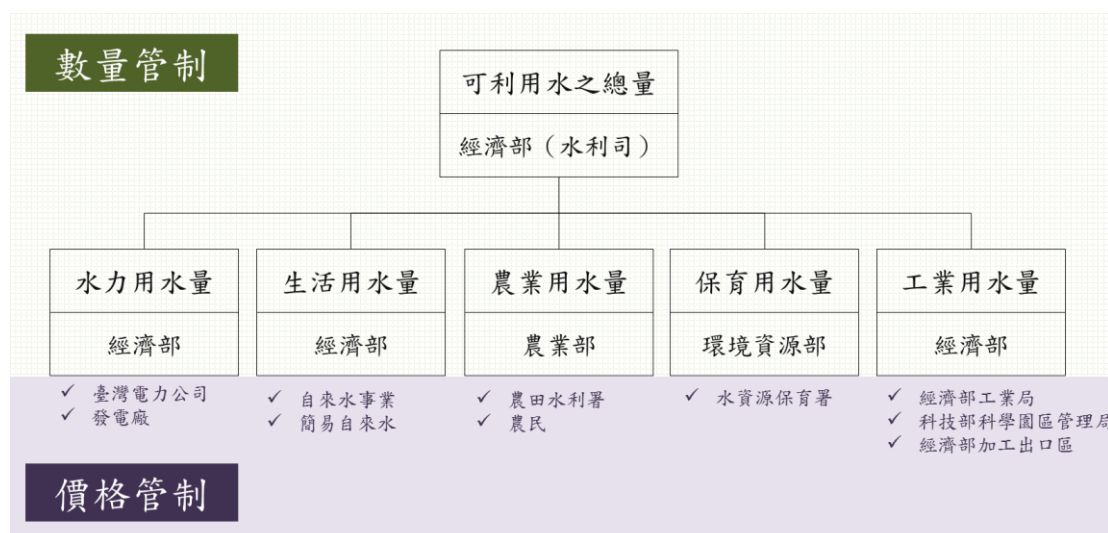 數量管制
可利用水之總量
經濟部（水利司）
水力用水量
經濟部
✓ 臺灣電力公司
✓ 發電廠
生活用水量
經濟部
✓ 自來水事業
✓ 簡易自來水
農業用水量
農業部
✓ 農田水利署
✓ 農民
保育用水量
環境資源部
✓ 水資源保育署
工業用水量
經濟部
✓ 經濟部工業局
✓ 科技部科學園區管理局
✓ 經濟部加工出口區
價格管制